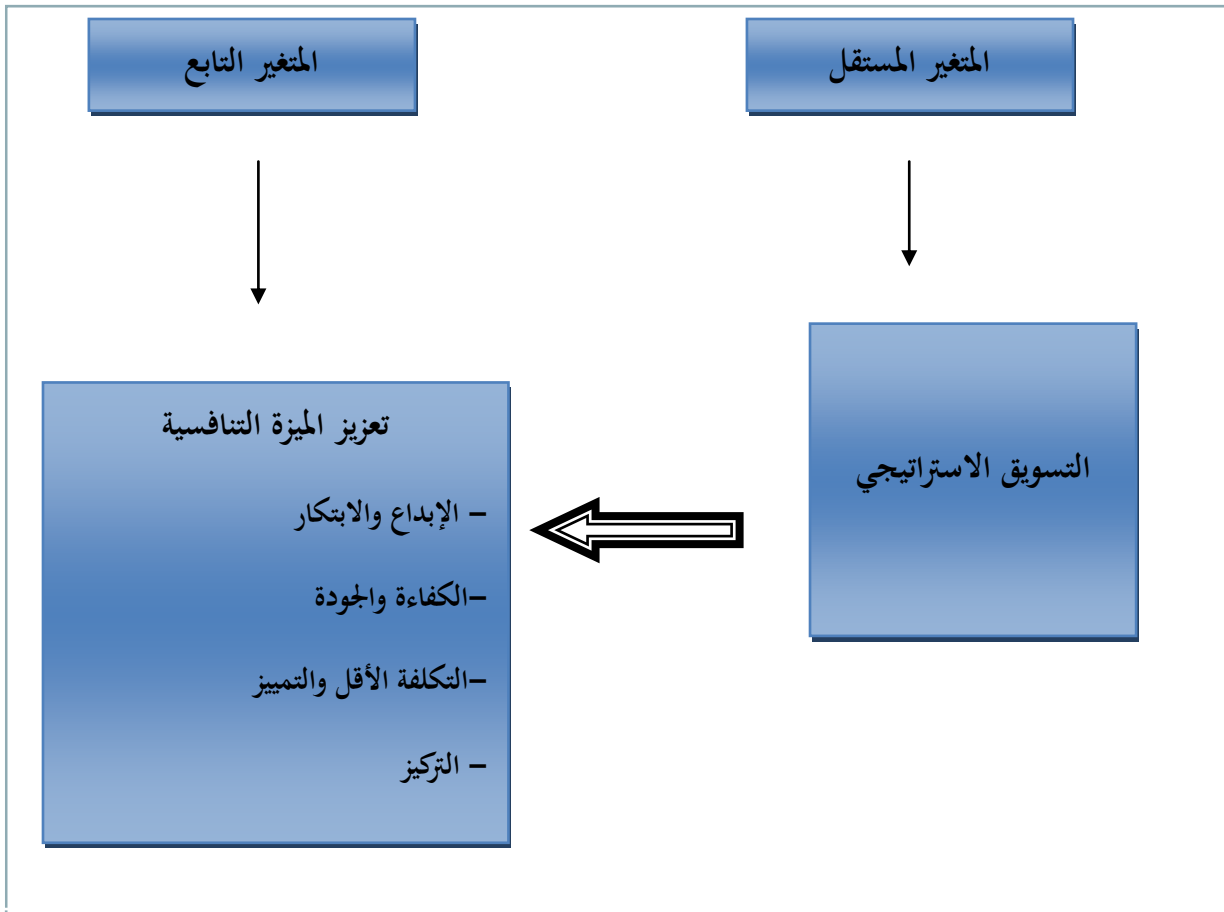 المتغير المستقل
المتغير التابع
التسويق الاستراتيجي
تعزيز الميزة التنافسية
– الإبداع والابتكار
–الكفاءة والجودة
–التكلفة الأقل والتمييز
– التركيز